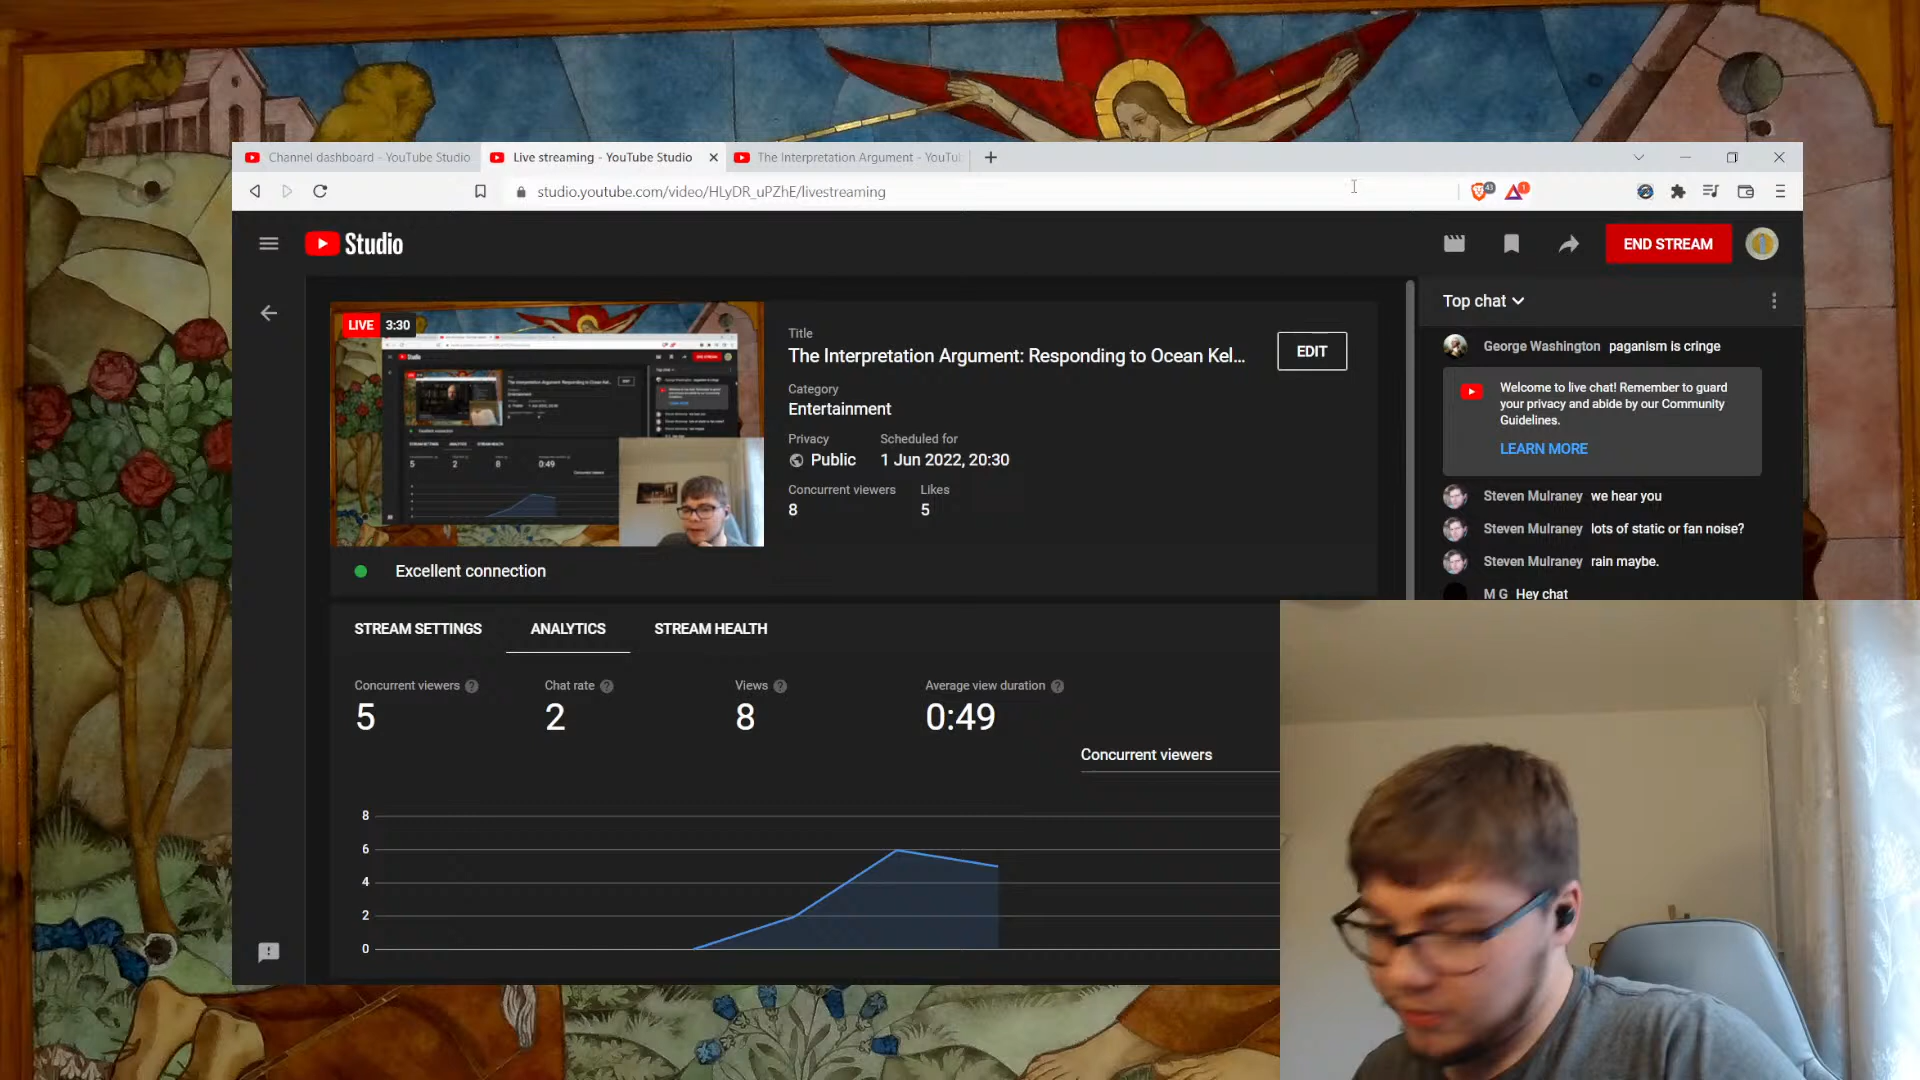 Channel dashboard - YouTube Studio
Live streaming - YouTube Studio
The Interpretation Argument - YouTu
studio.youtube.com/video/HLyDR_uPZhE/livestreaming
43
1
Studio
END STREAM
LIVE 3:30
Title
The Interpretation Argument: Responding to Ocean Kel...
EDIT
Category
Entertainment
Privacy
Scheduled for
Public
1 Jun 2022, 20:30
Concurrent viewers
Likes
8
5
Excellent connection
STREAM SETTINGS
ANALYTICS
STREAM HEALTH
Concurrent viewers
Chat rate
Views
Average view duration
5
2
8
0:49
Concurrent viewers
8
6
4
2
0
Top chat
George Washington paganism is cringe
Welcome to live chat! Remember to guard
your privacy and abide by our Community
Guidelines.
LEARN MORE
Steven Mulraney we hear you
Steven Mulraney lots of static or fan noise?
Steven Mulraney rain maybe.
M G Hey chat